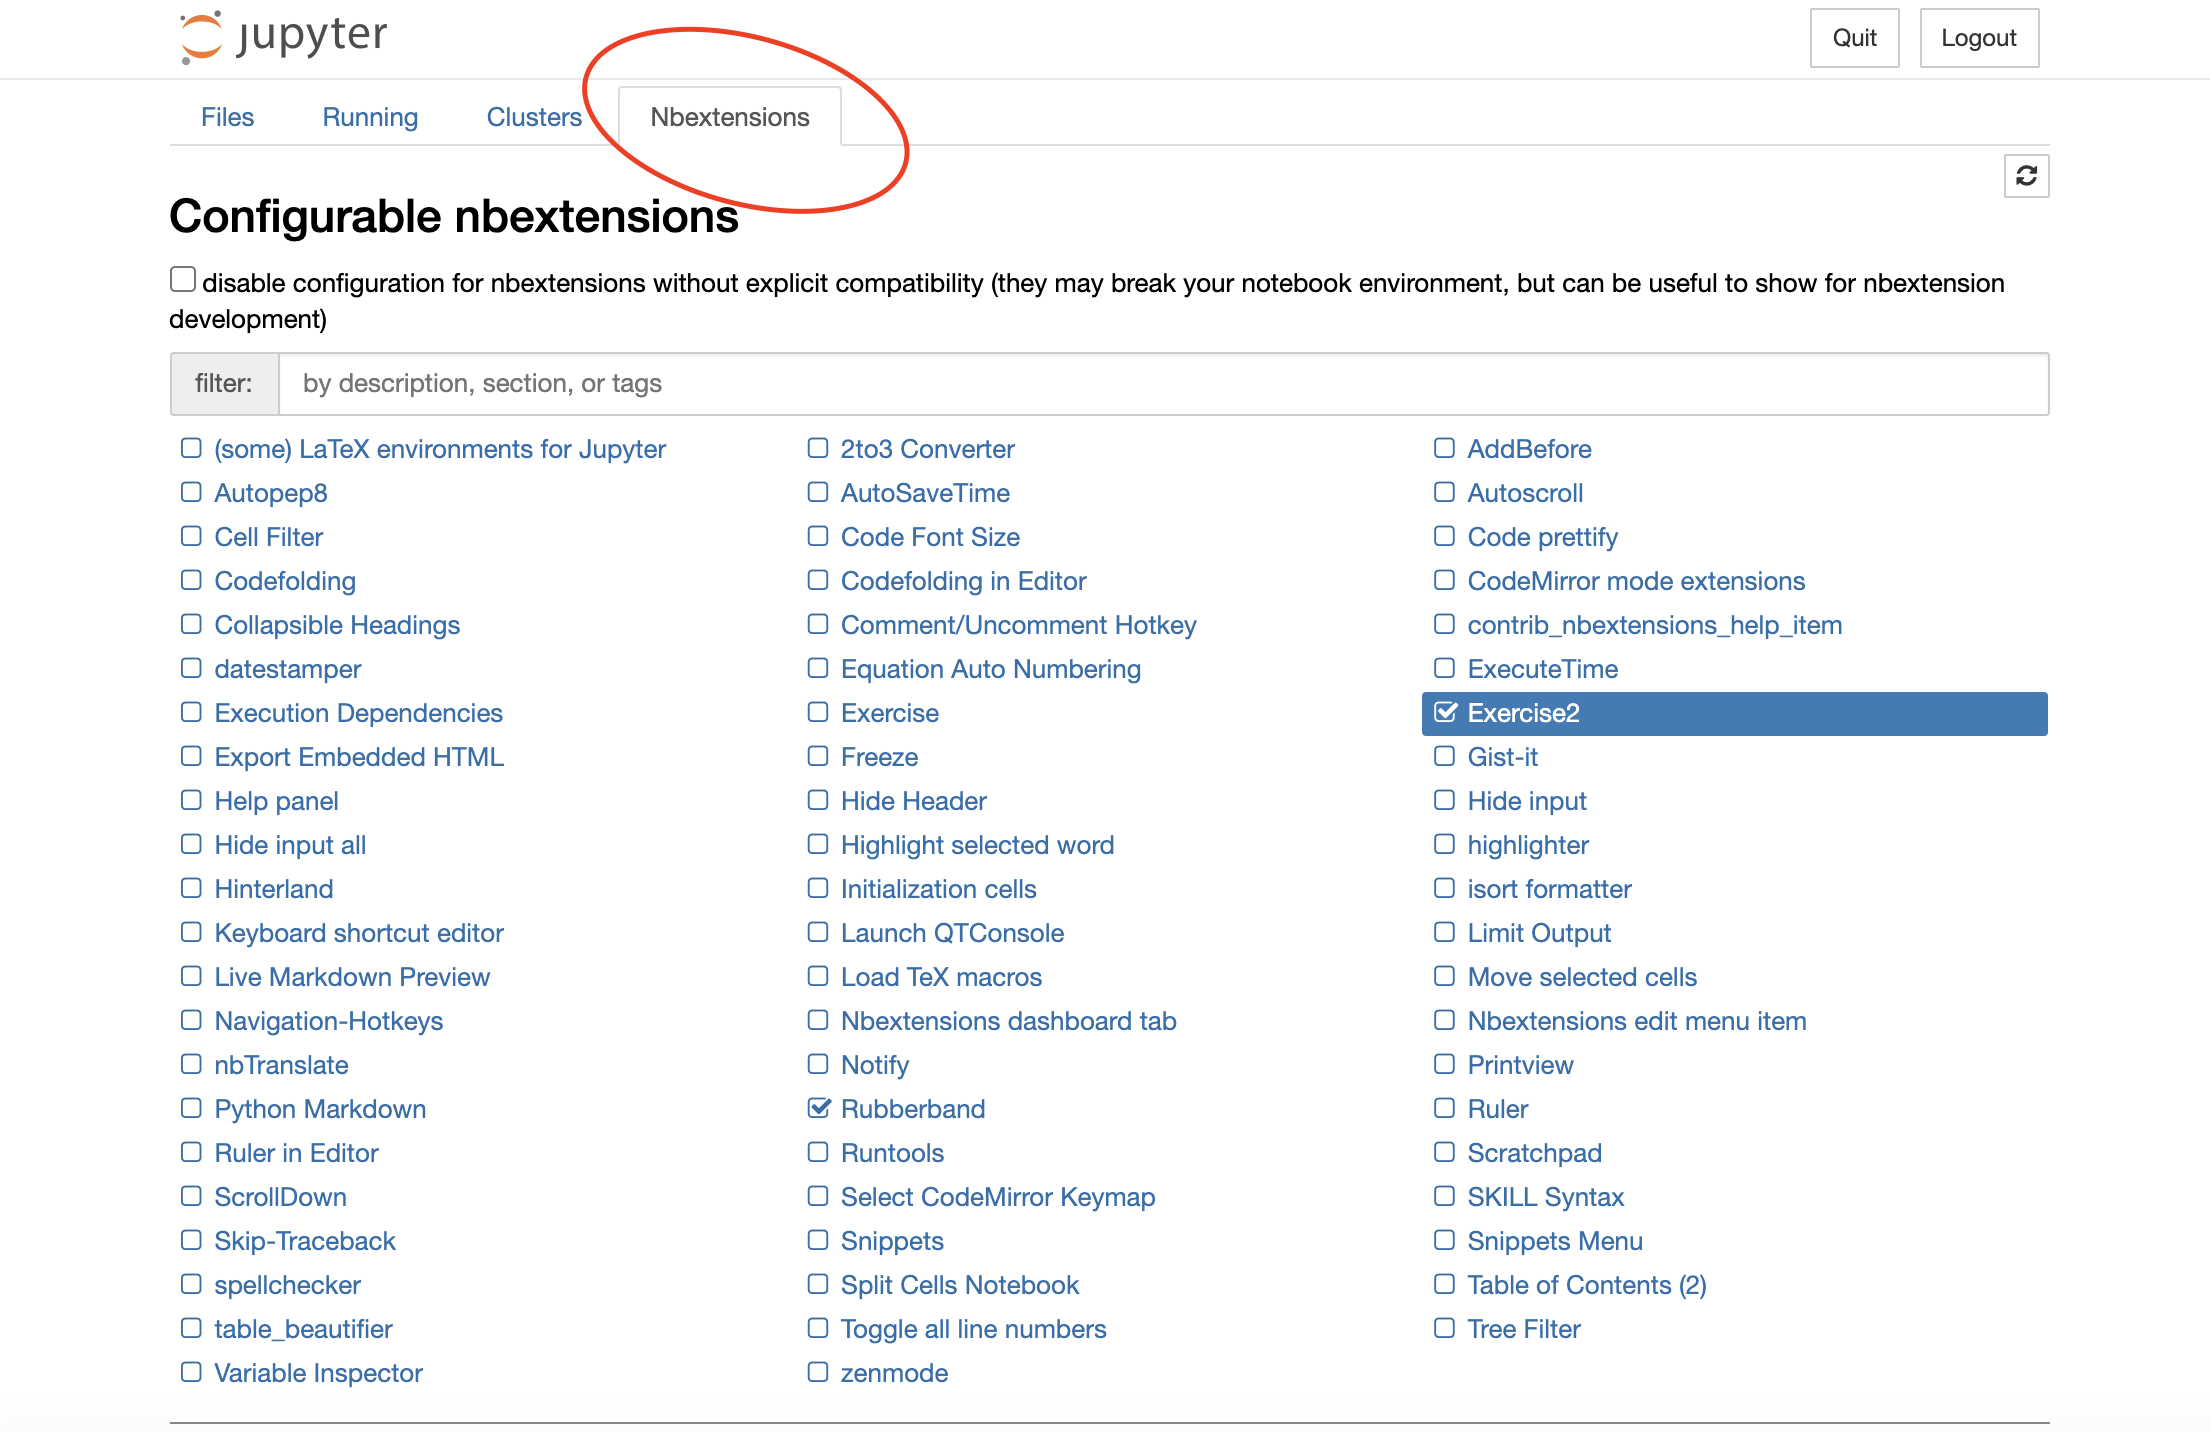 jupyter
Quit
Logout
Files
Running
Clusters
Nbextensions
Configurable nbextensions
disable configuration for nbextensions without explicit compatibility (they may break your notebook environment, but can be useful to show for nbextension
development)
filter: by description, section, or tags
(some) LaTeX environments for Jupyter
2to3 Converter
AddBefore
Autopep8
AutoSaveTime
Autoscroll
Cell Filter
Code Font Size
Code prettify
Codefolding
Codefolding in Editor
CodeMirror mode extensions
Collapsible Headings
Comment/Uncomment Hotkey
contrib_nbextensions_help_item
datestamper
Equation Auto Numbering
ExecuteTime
Execution Dependencies
Exercise
Exercise2
Export Embedded HTML
Freeze
Gist-it
Help panel
Hide Header
Hide input
Hide input all
Highlight selected word
highlighter
Hinterland
Initialization cells
isort formatter
Keyboard shortcut editor
Launch QTConsole
Limit Output
Live Markdown Preview
Load TeX macros
Move selected cells
Navigation-Hotkeys
Nbextensions dashboard tab
Nbextensions edit menu item
nbTranslate
Notify
Printview
Python Markdown
Rubberband
Ruler
Ruler in Editor
Runtools
Scratchpad
ScrollDown
Select CodeMirror Keymap
SKILL Syntax
Skip-Traceback
Snippets
Snippets Menu
spellchecker
Split Cells Notebook
Table of Contents (2)
table_beautifier
Toggle all line numbers
Tree Filter
Variable Inspector
zenmode